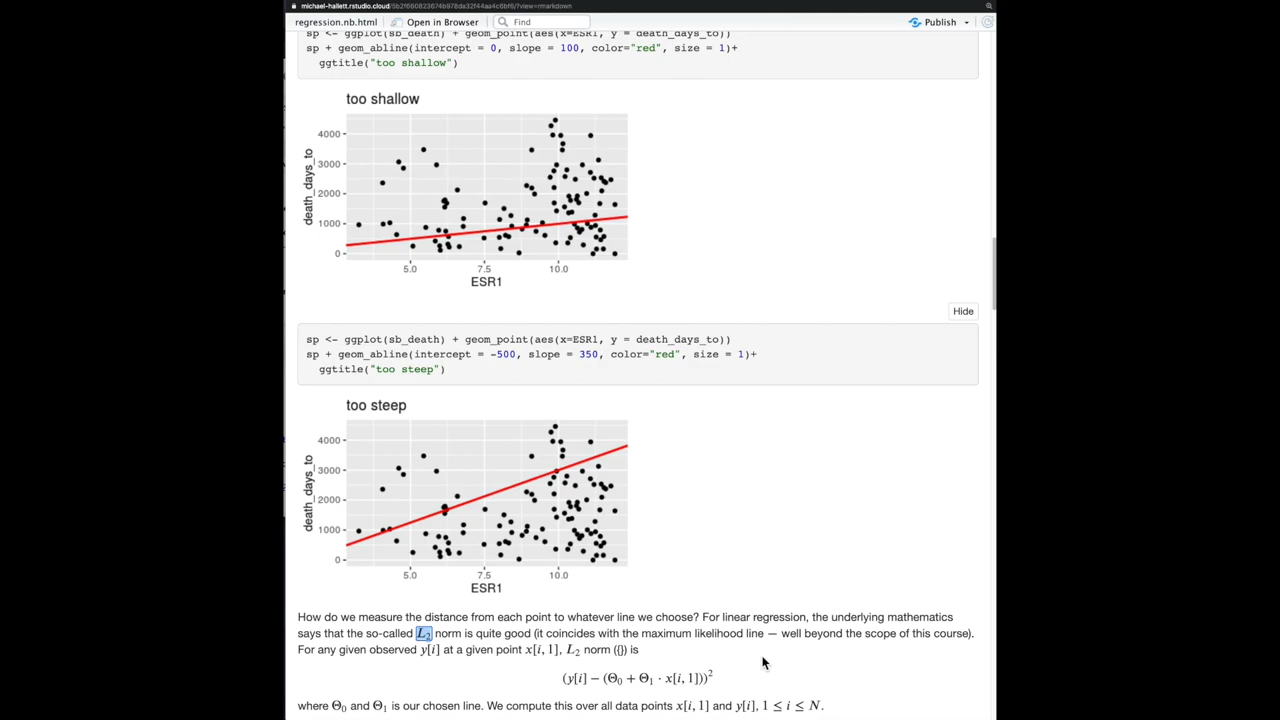 michael-hallett.rstudio.cloud/5b2f660823674b978da32f44aa4c6bf6/?view=rmarkdown
regression.nb.html Open in Browser Find Publish
sp <- ggplot(sb_death) + geom_point(aes(x=ESR1, y = death_days_to))
sp + geom_abline(intercept = 0, slope = 100, color="red", size = 1)+
ggtitle("too shallow")
too shallow
4000
3000
2000
1000
0
death_days_to
5.0 7.5 10.0
ESR1
Hide
sp <- ggplot(sb_death) + geom_point(aes(x=ESR1, y = death_days_to))
sp + geom_abline(intercept = -500, slope = 350, color="red", size = 1)+
ggtitle("too steep")
too steep
4000
3000
2000
1000
0
death_days_to
5.0 7.5 10.0
ESR1
How do we measure the distance from each point to whatever line we choose? For linear regression, the underlying mathematics
says that the so-called L₂ norm is quite good (it coincides with the maximum likelihood line — well beyond the scope of this course).
For any given observed y[i] at a given point x[i, 1], L₂ norm ({}) is
(y[i] − (Θ₀ + Θ₁ · x[i, 1]))²
where Θ₀ and Θ₁ is our chosen line. We compute this over all data points x[i, 1] and y[i], 1 ≤ i ≤ N.